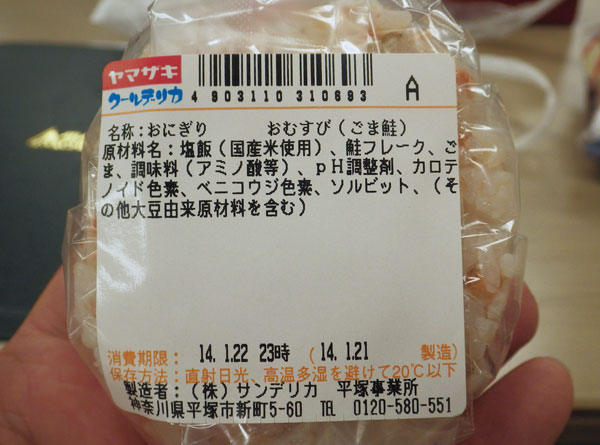 ヤマザキ
クールデリカ
4 903110 310693 A
名称:おにぎり おむすび(ごま鮭)
原材料名:塩飯(国産米使用)、鮭フレーク、ご
ま、調味料(アミノ酸等)、pH調整剤、カロテ
ノイド色素、ベニコウジ色素、ソルビット、(そ
の他大豆由来原材料を含む)
消費期限: 14.1.22 23時 (14.1.21 製造)
保存方法:直射日光、高温多湿を避けて20℃以下
製造者:(株)サンデリカ 平塚事業所
神奈川県平塚市新町5-60 TEL 0120-580-551